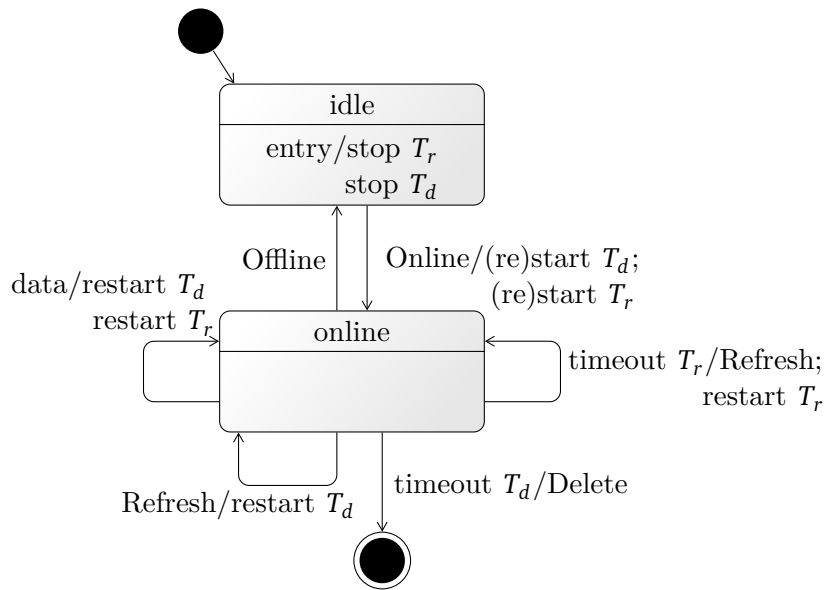 idle
entry/stop T_r
stop T_d
Offline
Online/(re)start T_d;
(re)start T_r
data/restart T_d
restart T_r
online
timeout T_r/Refresh;
restart T_r
Refresh/restart T_d
timeout T_d/Delete